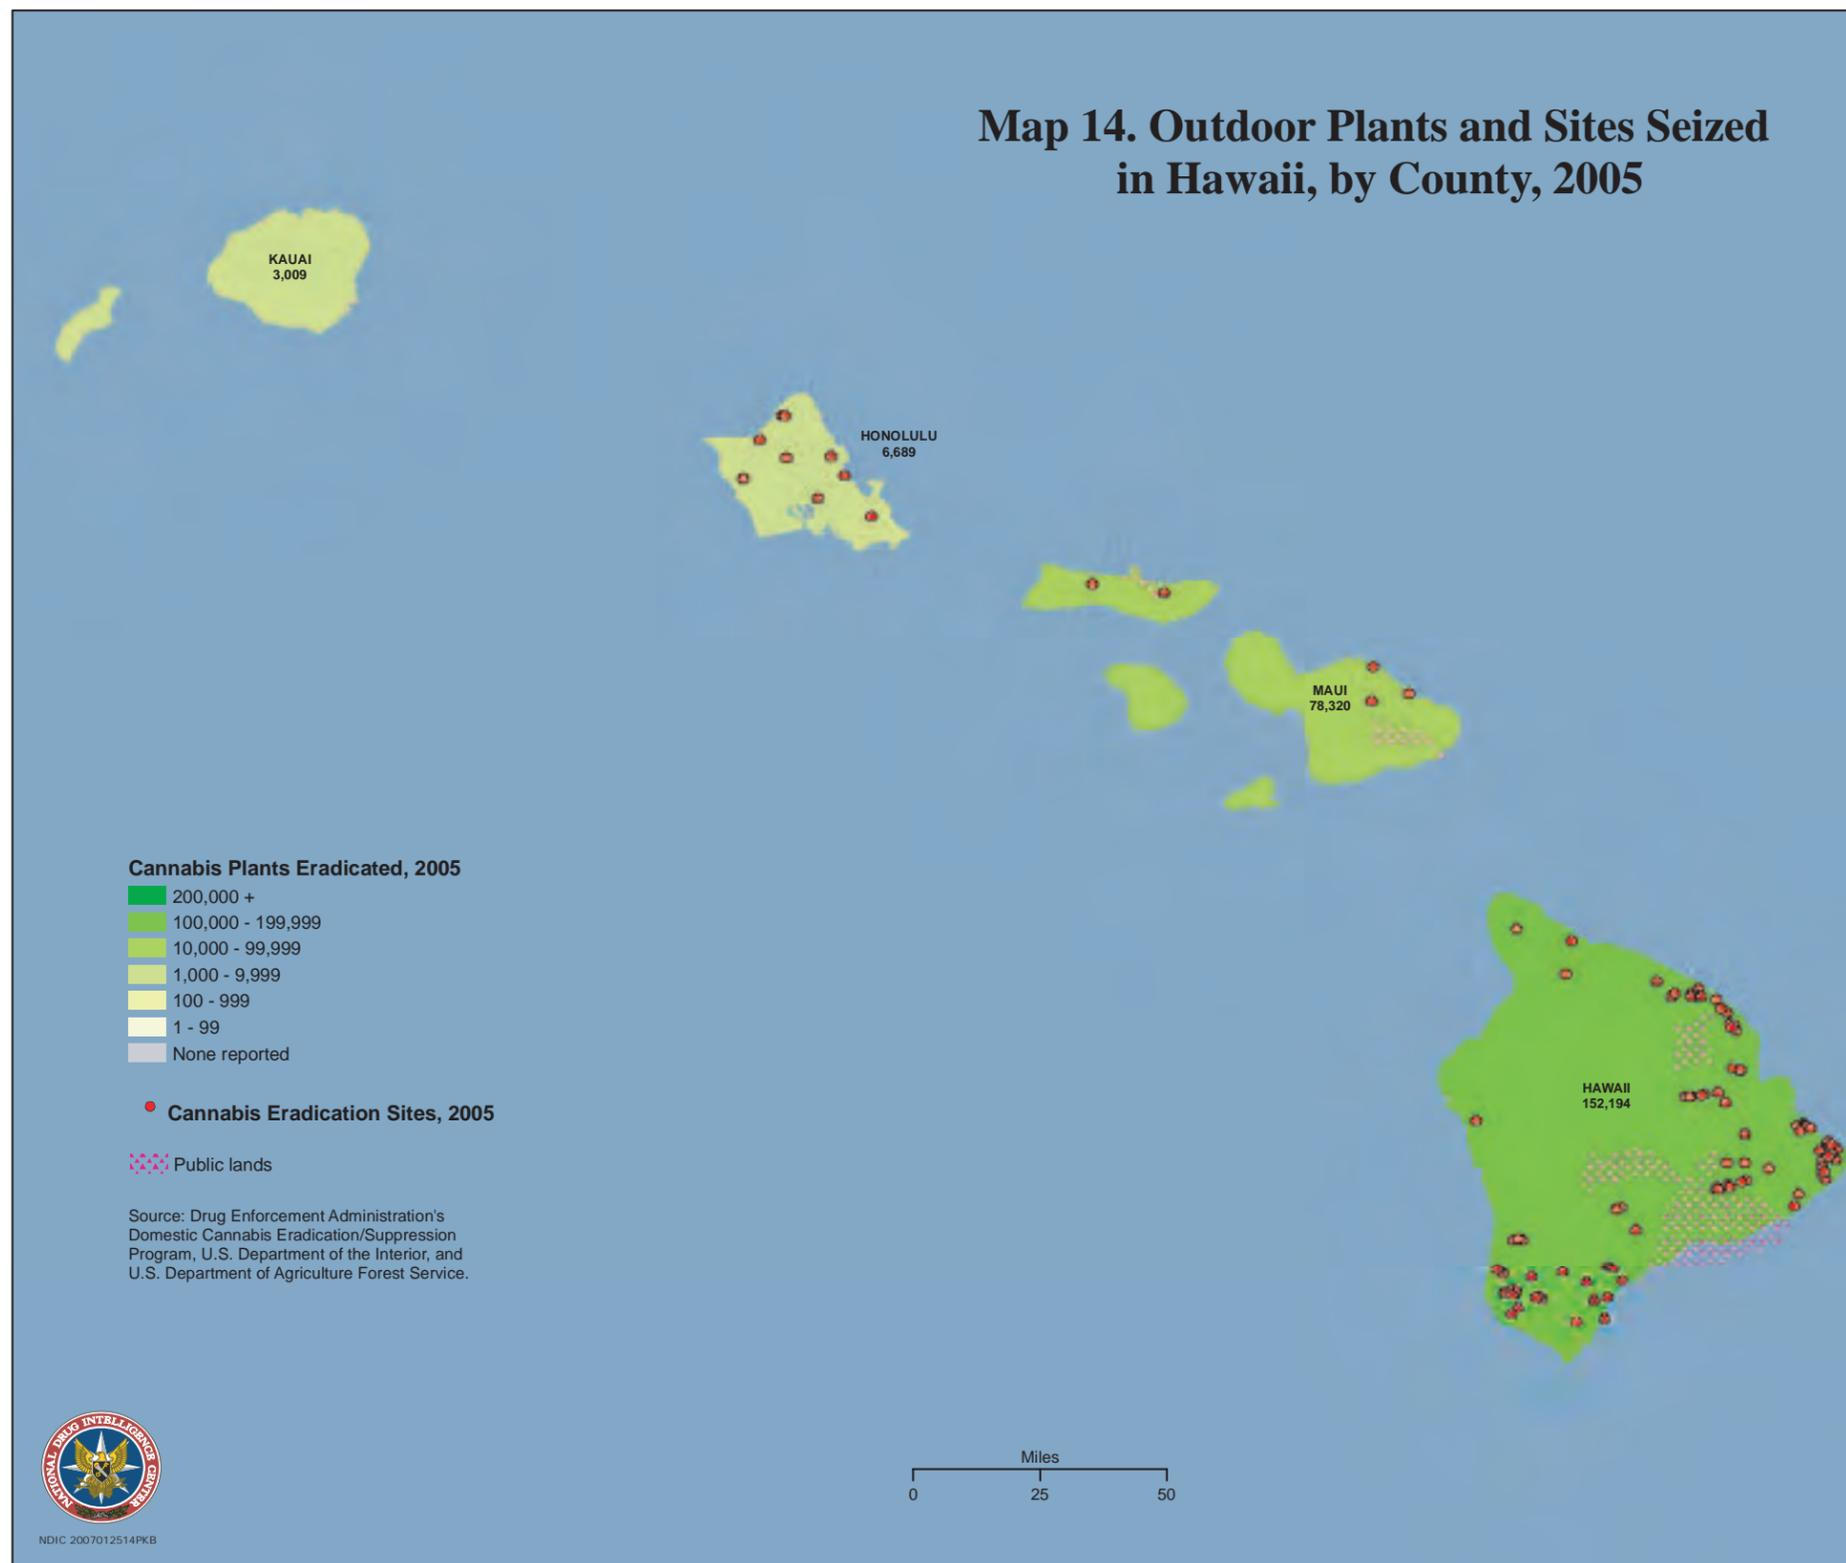 Map 14. Outdoor Plants and Sites Seized
in Hawaii, by County, 2005
KAUAI
3,009
HONOLULU
6,689
MAUI
78,320
HAWAII
152,194
Cannabis Plants Eradicated, 2005
200,000 +
100,000 - 199,999
10,000 - 99,999
1,000 - 9,999
100 - 999
1 - 99
None reported
Cannabis Eradication Sites, 2005
Public lands
Source: Drug Enforcement Administration's
Domestic Cannabis Eradication/Suppression
Program, U.S. Department of the Interior, and
U.S. Department of Agriculture Forest Service.
Miles
0 25 50
NATIONAL DRUG INTELLIGENCE CENTER
NDIC 2007012514PKB